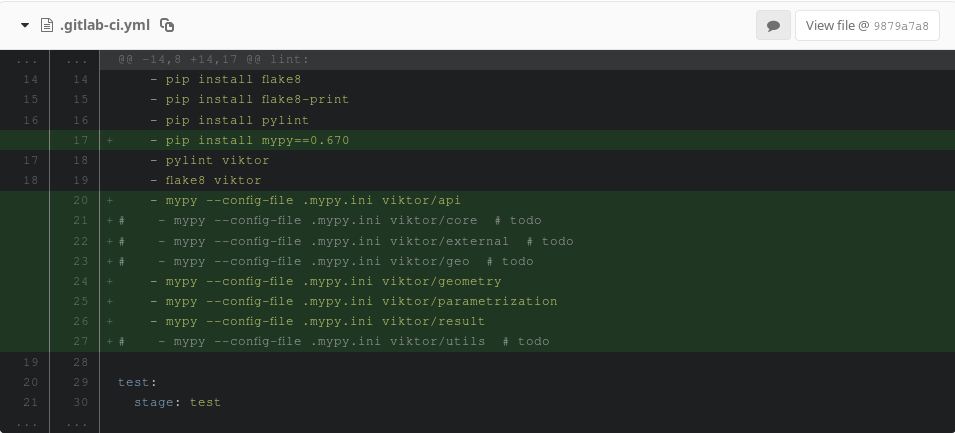 .gitlab-ci.yml View file @ 9879a7a8
... ... @@ -14,8 +14,17 @@ lint:
14 14 - pip install flake8
15 15 - pip install flake8-print
16 16 - pip install pylint
17 + - pip install mypy==0.670
17 18 - pylint viktor
18 19 - flake8 viktor
20 + - mypy --config-file .mypy.ini viktor/api
21 +# - mypy --config-file .mypy.ini viktor/core # todo
22 +# - mypy --config-file .mypy.ini viktor/external # todo
23 +# - mypy --config-file .mypy.ini viktor/geo # todo
24 + - mypy --config-file .mypy.ini viktor/geometry
25 + - mypy --config-file .mypy.ini viktor/parametrization
26 + - mypy --config-file .mypy.ini viktor/result
27 +# - mypy --config-file .mypy.ini viktor/utils # todo
19 28
20 29 test:
21 30 stage: test
... ...